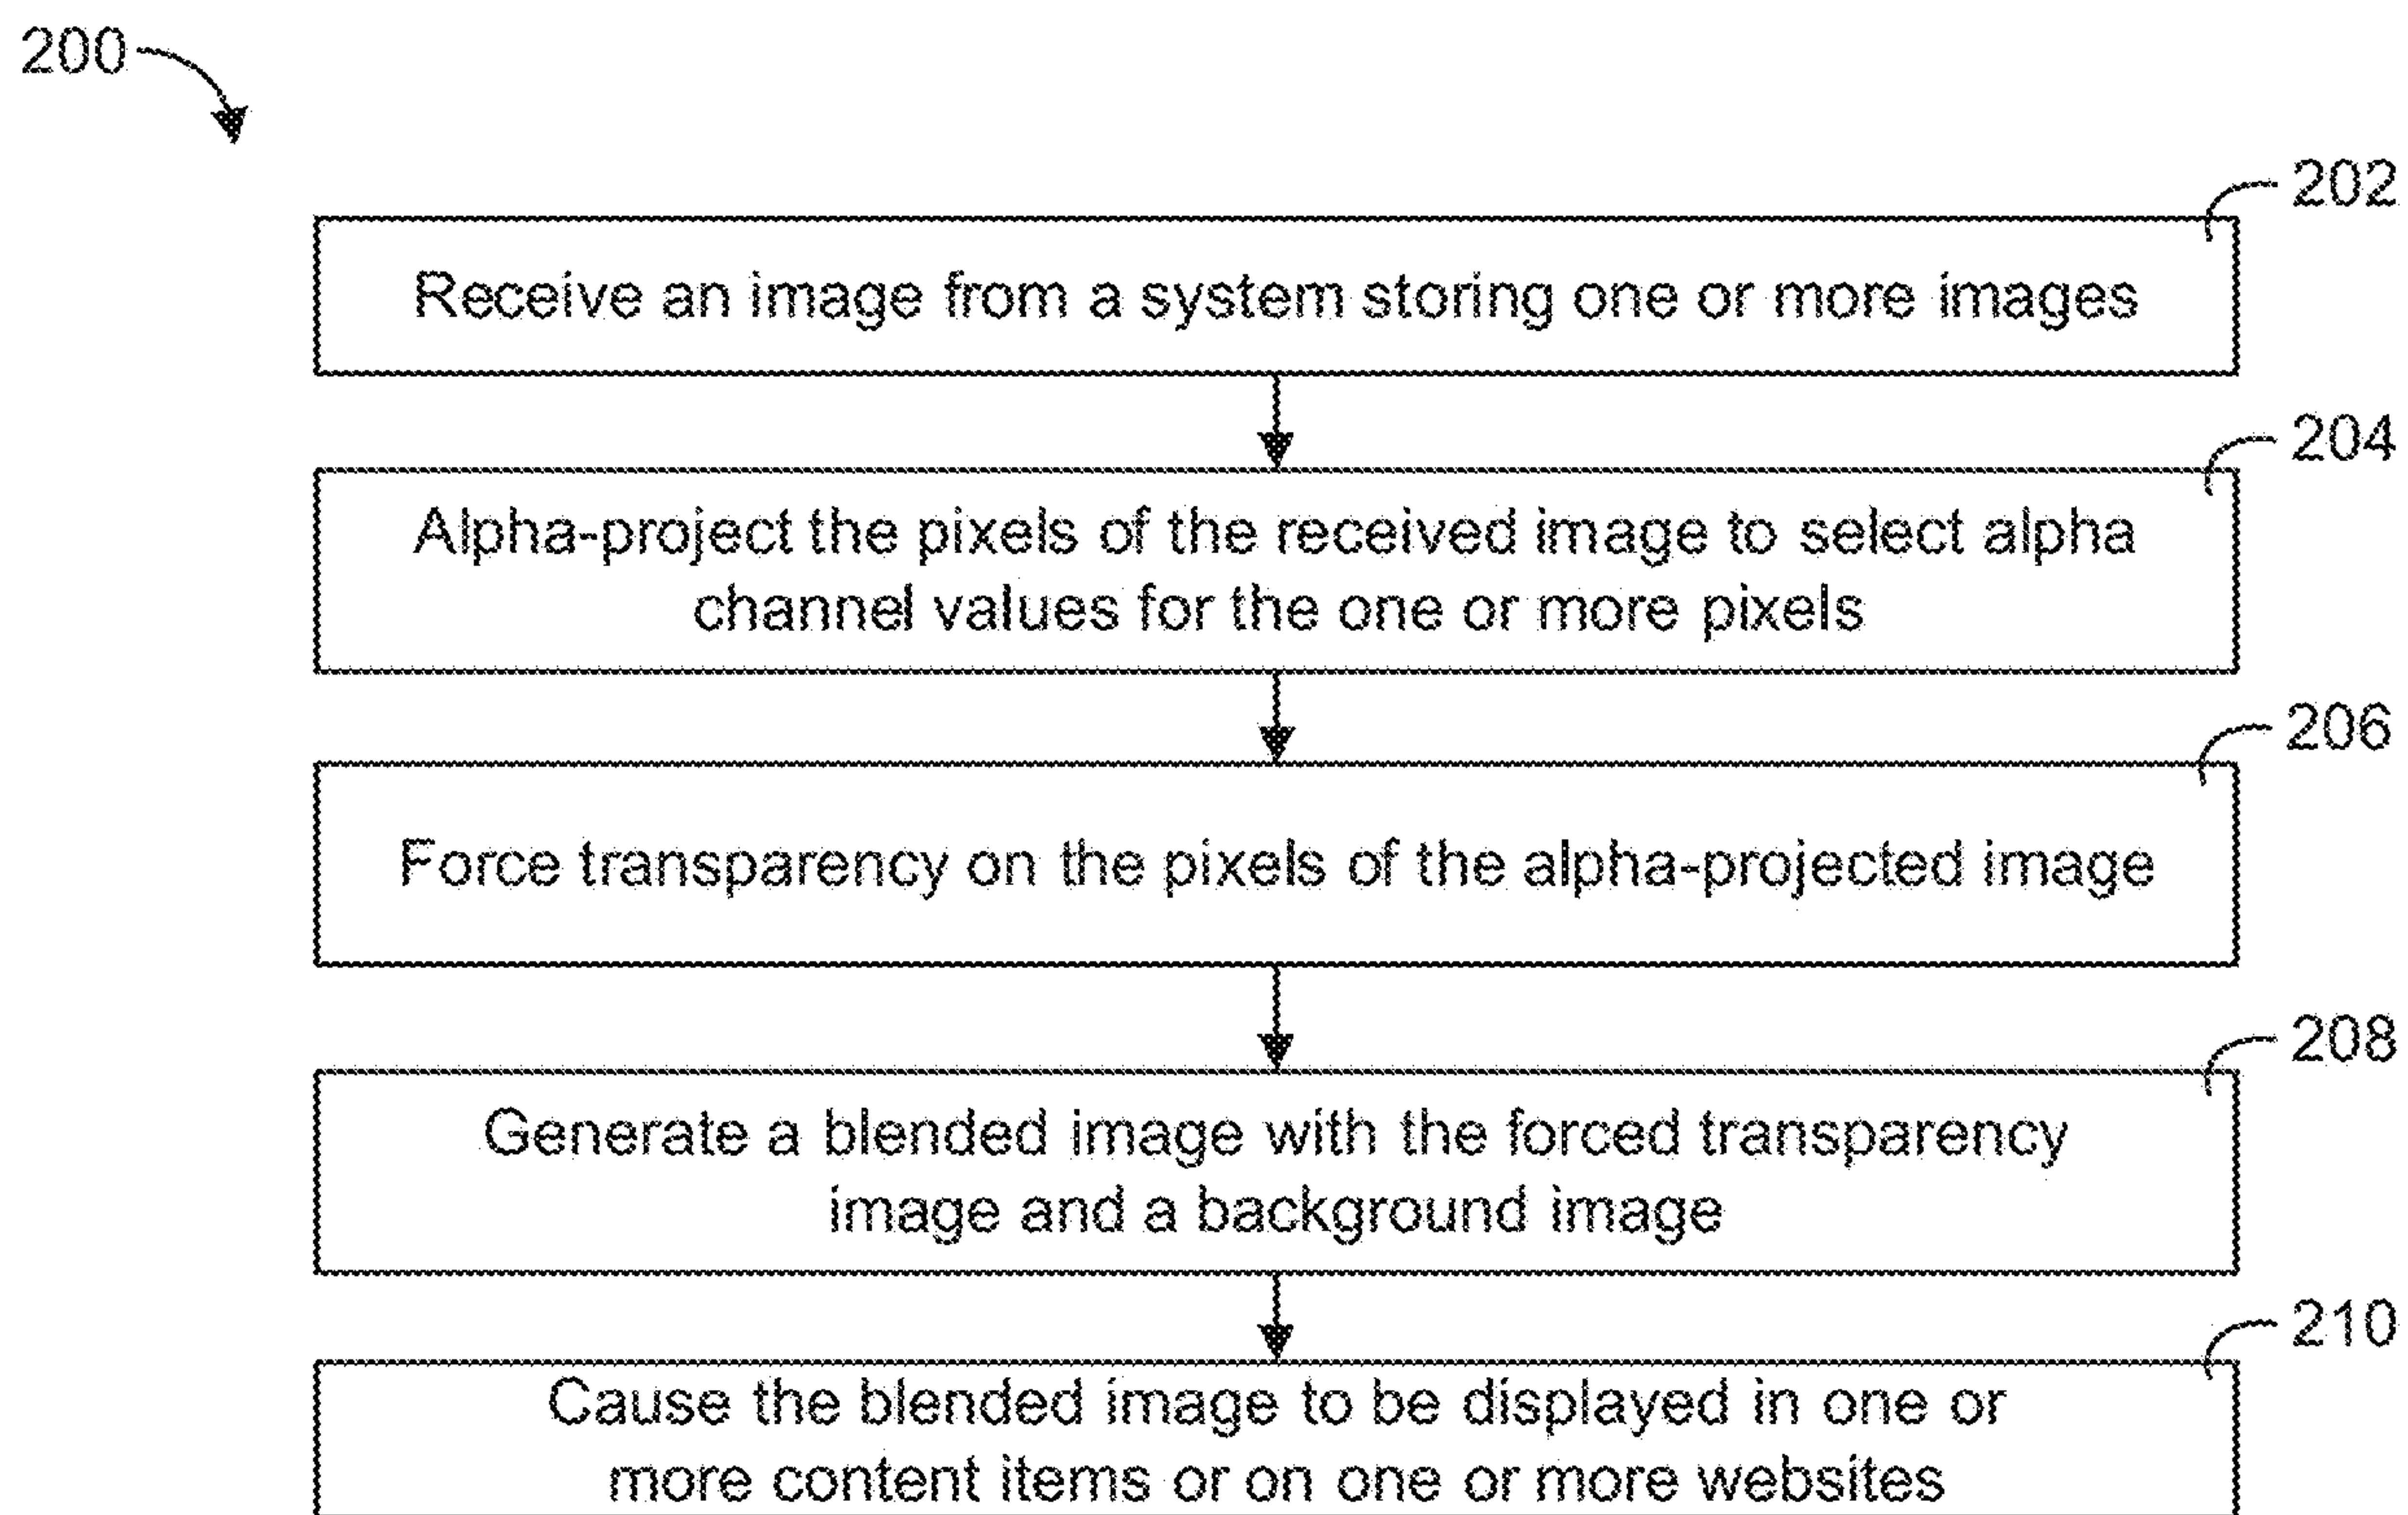 200
202
Receive an image from a system storing one or more images
204
Alpha-project the pixels of the received image to select alpha
channel values for the one or more pixels
206
Force transparency on the pixels of the alpha-projected image
208
Generate a blended image with the forced transparency
image and a background image
210
Cause the blended image to be displayed in one or
more content items or on one or more websites